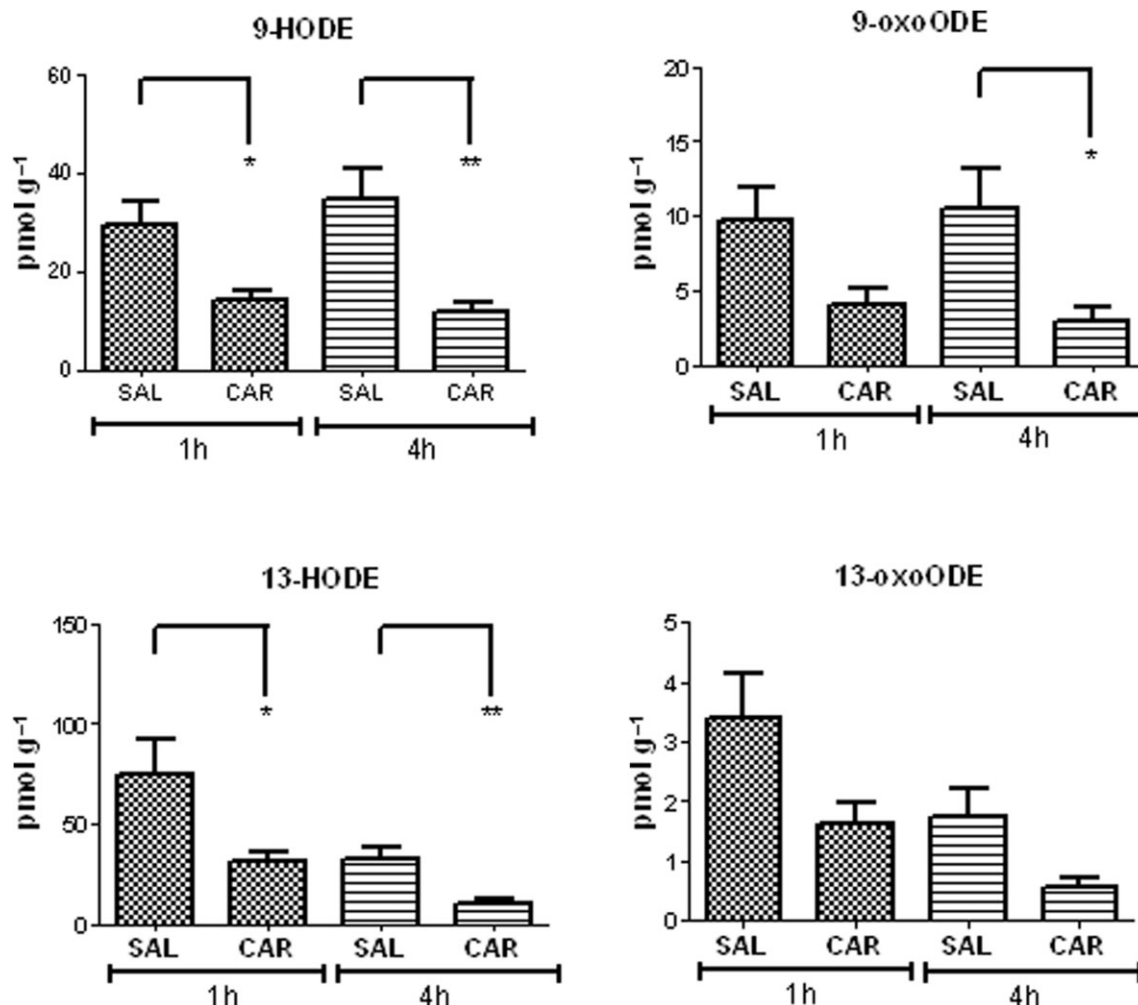 9-HODE
pmol g⁻¹
60
40
20
0
*
**
SAL CAR SAL CAR
1h 4h
9-oxoODE
pmol g⁻¹
20
15
10
5
0
*
SAL CAR SAL CAR
1h 4h
13-HODE
pmol g⁻¹
150
100
50
0
*
**
SAL CAR SAL CAR
1h 4h
13-oxoODE
pmol g⁻¹
5
4
3
2
1
0
SAL CAR SAL CAR
1h 4h